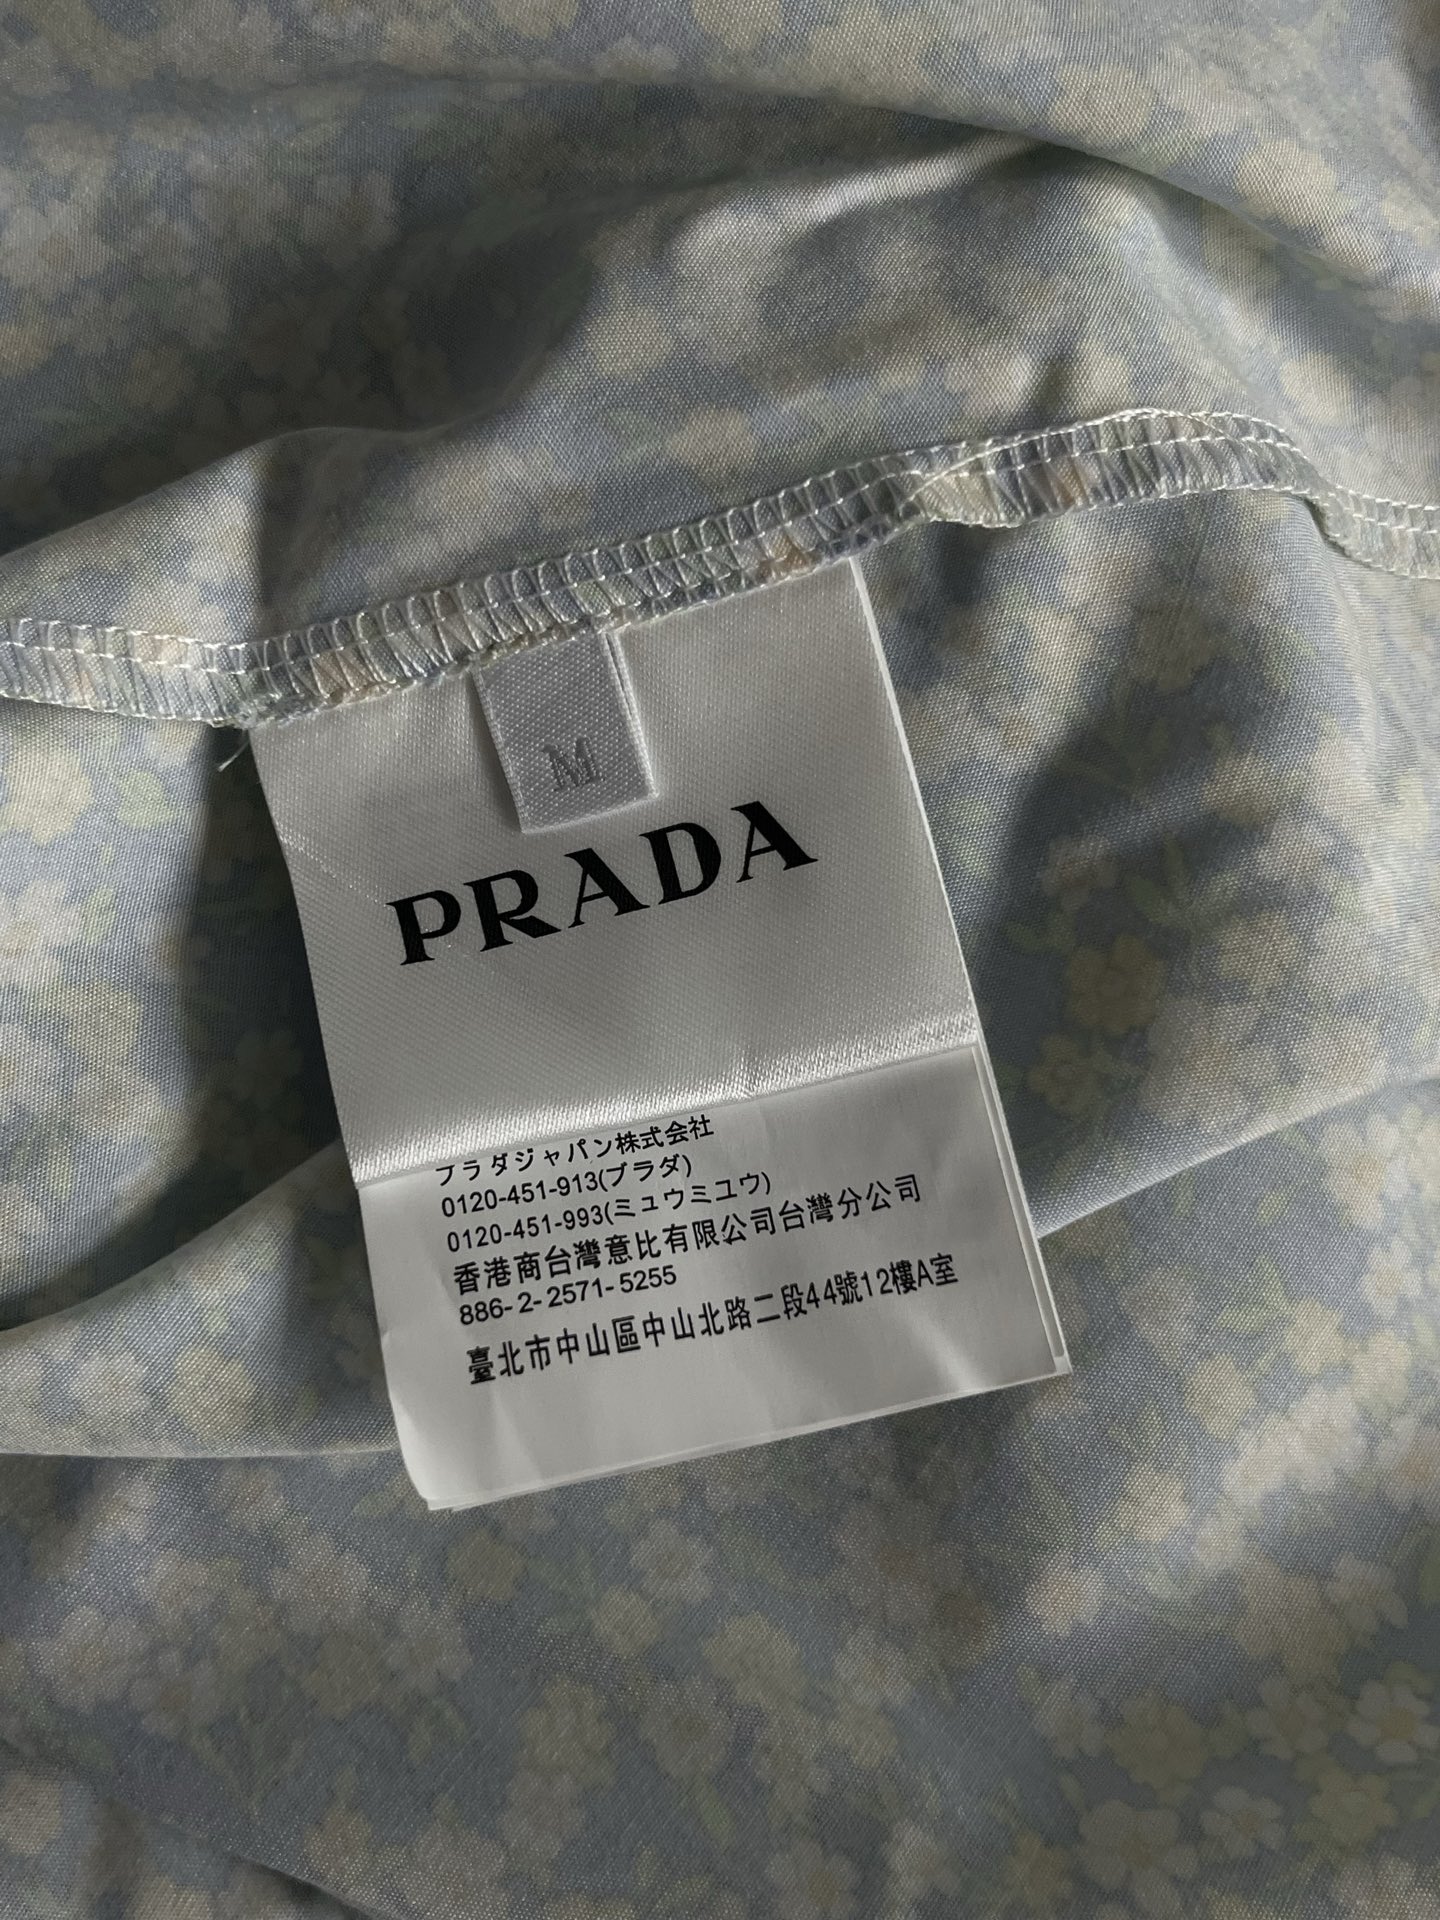 M
PRADA
プラダジャパン株式会社
0120-451-913(プラダ)
0120-451-993(ミュウミユウ)
香港商台灣意比有限公司台灣分公司
886-2-2571-5255
臺北市中山區中山北路二段44號12樓A室